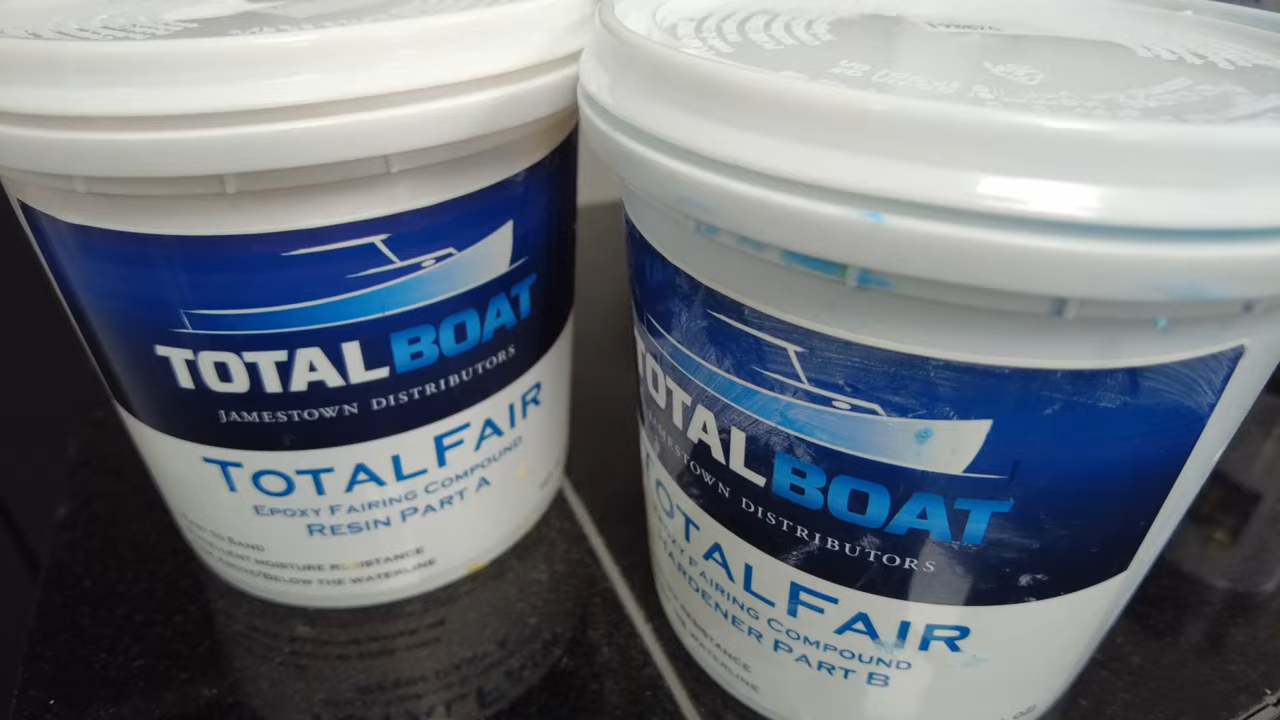 TOTALBOAT
JAMESTOWN DISTRIBUTORS
TOTALFAIR
EPOXY FAIRING COMPOUND
RESIN PART A
TO SAND
MOISTURE RESISTANCE
ABOVE/BELOW THE WATERLINE
TOTALBOAT
JAMESTOWN DISTRIBUTORS
TOTALFAIR
EPOXY FAIRING COMPOUND
HARDENER PART B
RESISTANCE
WATERLINE